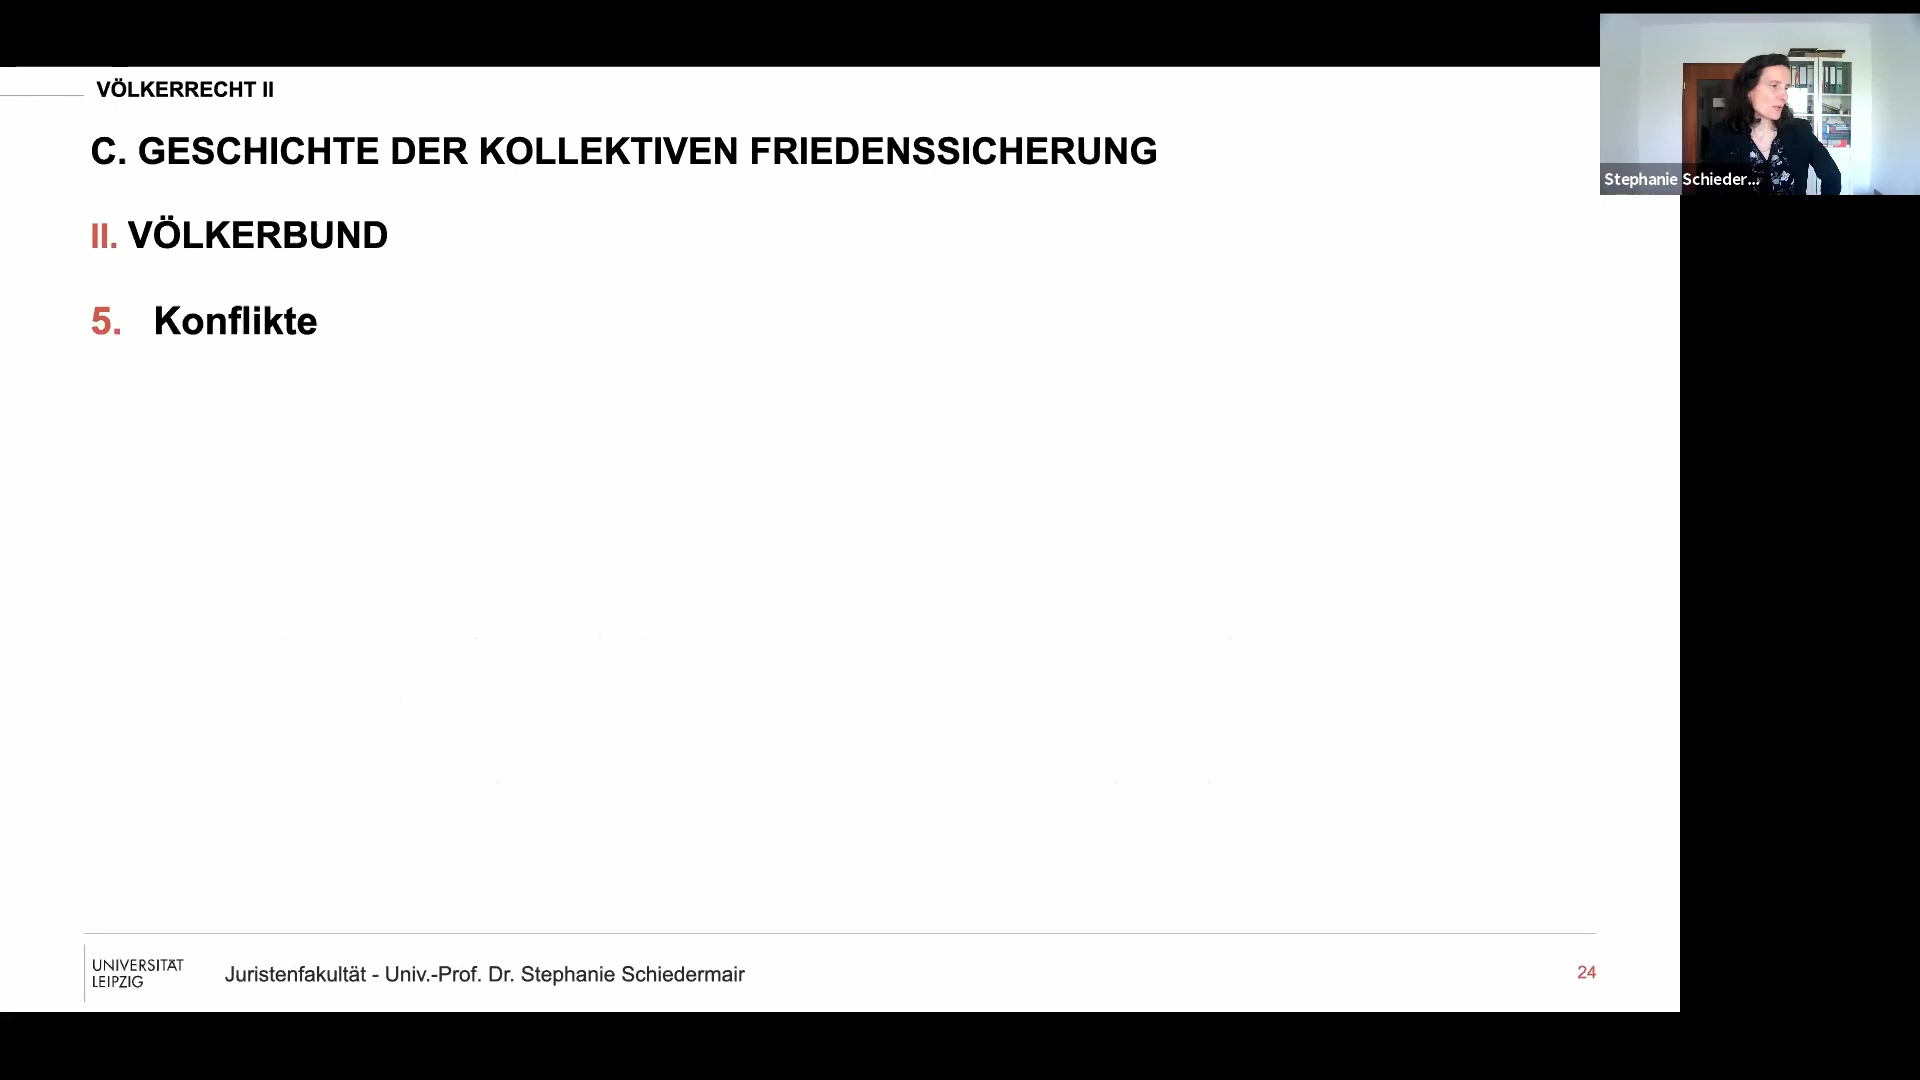 VÖLKERRECHT II
C. GESCHICHTE DER KOLLEKTIVEN FRIEDENSSICHERUNG
II. VÖLKERBUND
5. Konflikte
Stephanie Schieder...
UNIVERSITÄT
LEIPZIG
Juristenfakultät - Univ.-Prof. Dr. Stephanie Schiedermair
24